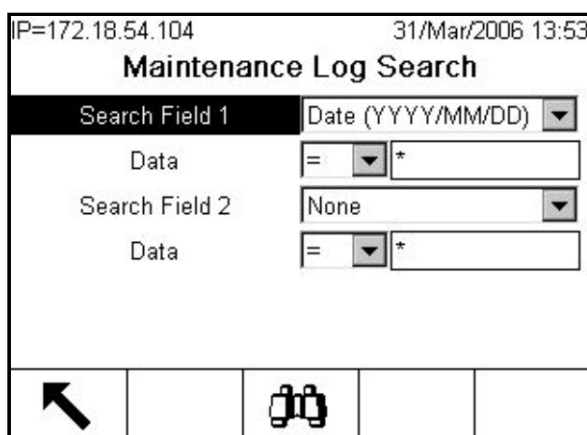 IP=172.18.54.104 31/Mar/2006 13:53
Maintenance Log Search
Search Field 1 Date (YYYY/MM/DD)
Data = *
Search Field 2 None
Data = *